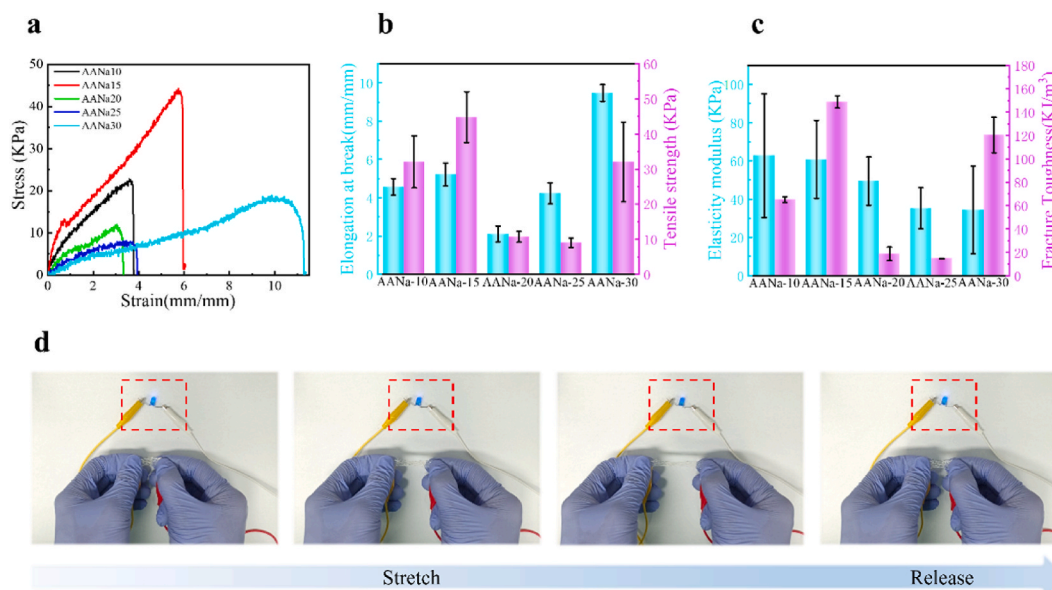 a
50
40
30
20
10
0
Stress (KPa)
AANa10
AANa15
AANa20
AANa25
AANa30
0 2 4 6 8 10
Strain(mm/mm)
b
10
8
6
4
2
0
Elongation at break(mm/mm)
60
50
40
30
20
10
0
Tensile strength (KPa)
AANa-10 AANa-15 AANa-20 AANa-25 AANa-30
c
100
80
60
40
20
0
Elasticity modulus (KPa)
180
160
140
120
100
80
60
40
20
0
Fracture Toughness(KJ/m³)
AANa-10 AANa-15 AANa-20 AANa-25 AANa-30
d
Stretch Release